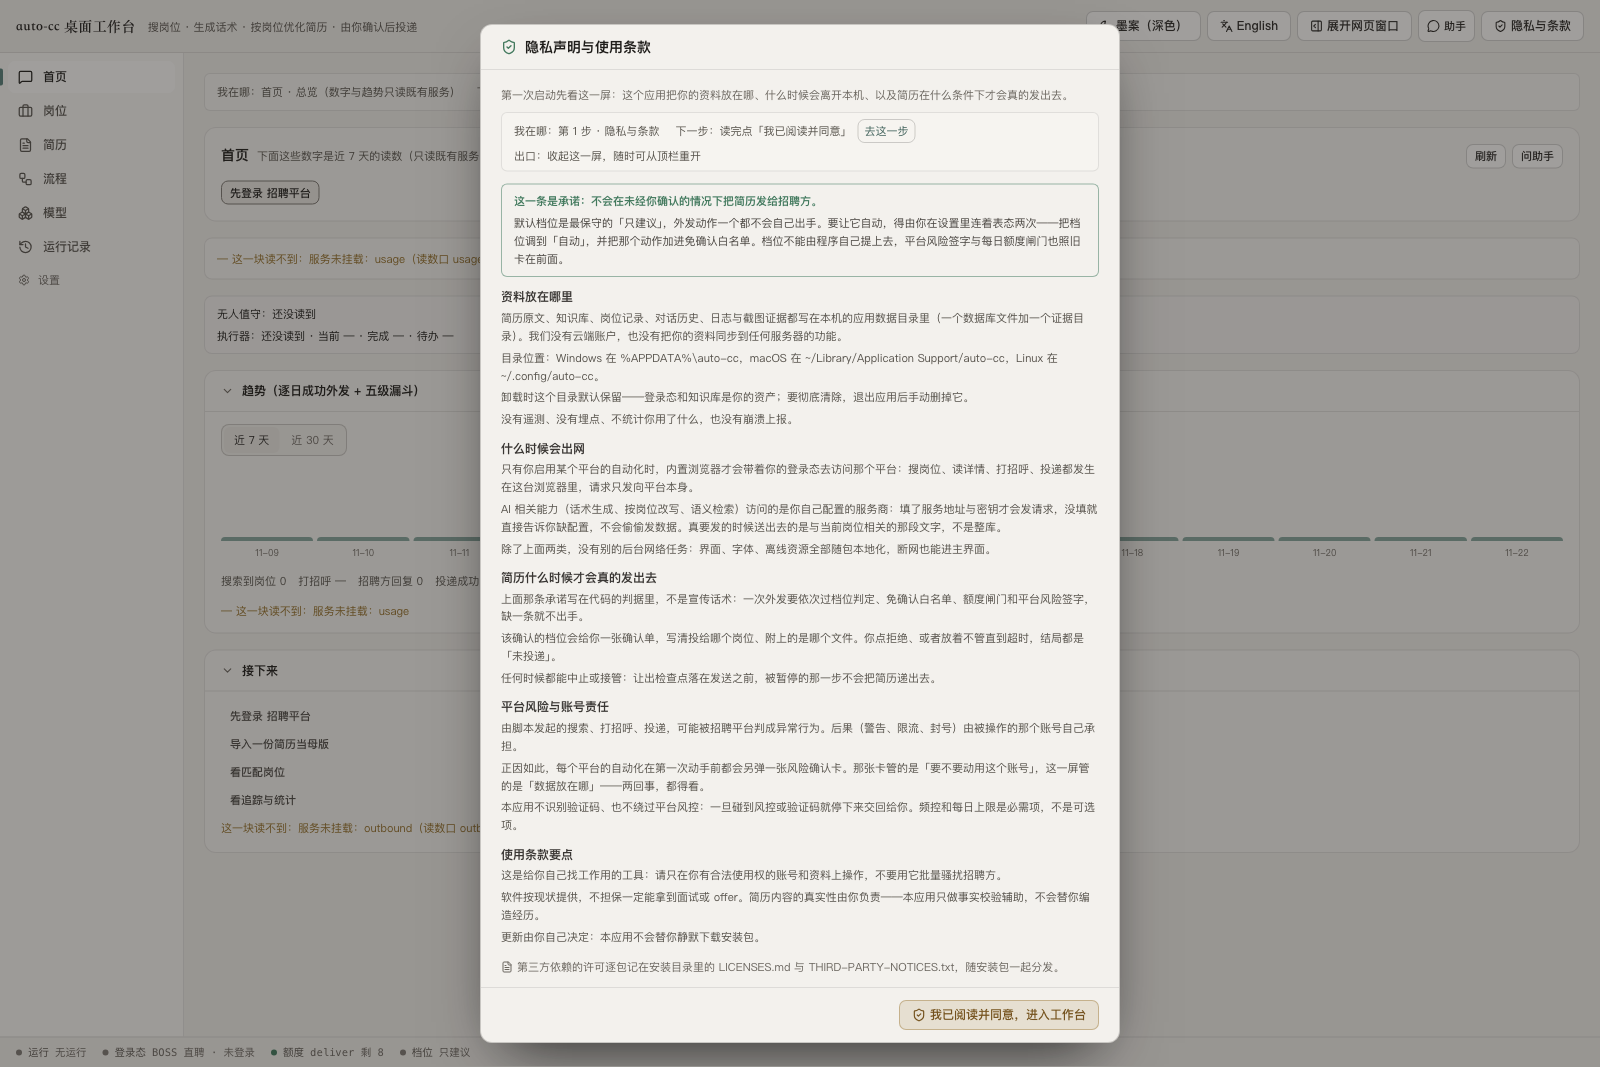 auto-cc 桌面工作台 搜岗位 · 生成话术 · 按岗位优化简历 · 由你确认后投递
墨案（深色） English 展开网页窗口 助手 隐私与条款
首页
岗位
简历
流程
模型
运行记录
设置
我在哪：首页 · 总览（数字与趋势只读既有服务）
首页 下面这些数字是近 7 天的读数（只读既有服务
刷新 问助手
先登录 招聘平台
— 这一块读不到：服务未挂载：usage（读数口 usage
无人值守：还没读到
执行器：还没读到 · 当前 — · 完成 — · 待办 —
趋势（逐日成功外发 + 五级漏斗）
近 7 天 近 30 天
11-09 11-10 11-11 11-18 11-19 11-20 11-21 11-22
搜索到岗位 0 打招呼 — 招聘方回复 0 投递成功
— 这一块读不到：服务未挂载：usage
接下来
先登录 招聘平台
导入一份简历当母版
看匹配岗位
看追踪与统计
这一块读不到：服务未挂载：outbound（读数口 outb
运行 无运行 登录态 BOSS 直聘 · 未登录 额度 deliver 剩 8 档位 只建议
隐私声明与使用条款
第一次启动先看这一屏：这个应用把你的资料放在哪、什么时候会离开本机、以及简历在什么条件下才会真的发出去。
我在哪：第 1 步 · 隐私与条款 下一步：读完点「我已阅读并同意」 去这一步
出口：收起这一屏，随时可从顶栏重开
这一条是承诺：不会在未经你确认的情况下把简历发给招聘方。
默认档位是最保守的「只建议」，外发动作一个都不会自己出手。要让它自动，得由你在设置里连着表态两次——把档
位调到「自动」，并把那个动作加进免确认白名单。档位不能由程序自己提上去，平台风险签字与每日额度闸门也照旧
卡在前面。
资料放在哪里
简历原文、知识库、岗位记录、对话历史、日志与截图证据都写在本机的应用数据目录里（一个数据库文件加一个证据目
录）。我们没有云端账户，也没有把你的资料同步到任何服务器的功能。
目录位置：Windows 在 %APPDATA%\auto-cc，macOS 在 ~/Library/Application Support/auto-cc，Linux 在
~/.config/auto-cc。
卸载时这个目录默认保留——登录态和知识库是你的资产；要彻底清除，退出应用后手动删掉它。
没有遥测、没有埋点、不统计你用了什么，也没有崩溃上报。
什么时候会出网
只有你启用某个平台的自动化时，内置浏览器才会带着你的登录态去访问那个平台：搜岗位、读详情、打招呼、投递都发生
在这台浏览器里，请求只发向平台本身。
AI 相关能力（话术生成、按岗位改写、语义检索）访问的是你自己配置的服务商：填了服务地址与密钥才会发请求，没填就
直接告诉你缺配置，不会偷偷发数据。真要发的时候送出去的是与当前岗位相关的那段文字，不是整库。
除了上面两类，没有别的后台网络任务：界面、字体、离线资源全部随包本地化，断网也能进主界面。
简历什么时候才会真的发出去
上面那条承诺写在代码的判据里，不是宣传话术：一次外发要依次过档位判定、免确认白名单、额度闸门和平台风险签字，
缺一条就不出手。
该确认的档位会给你一张确认单，写清投给哪个岗位、附上的是哪个文件。你点拒绝、或者放着不管直到超时，结局都是
「未投递」。
任何时候都能中止或接管：让出检查点落在发送之前，被暂停的那一步不会把简历递出去。
平台风险与账号责任
由脚本发起的搜索、打招呼、投递，可能被招聘平台判成异常行为。后果（警告、限流、封号）由被操作的那个账号自己承
担。
正因如此，每个平台的自动化在第一次动手前都会另弹一张风险确认卡。那张卡管的是「要不要动用这个账号」，这一屏管
的是「数据放在哪」——两回事，都得看。
本应用不识别验证码、也不绕过平台风控：一旦碰到风控或验证码就停下来交回给你。频控和每日上限是必需项，不是可选
项。
使用条款要点
这是给你自己找工作用的工具：请只在你有合法使用权的账号和资料上操作，不要用它批量骚扰招聘方。
软件按现状提供，不担保一定能拿到面试或 offer。简历内容的真实性由你负责——本应用只做事实校验辅助，不会替你编
造经历。
更新由你自己决定：本应用不会替你静默下载安装包。
第三方依赖的许可逐包记在安装目录里的 LICENSES.md 与 THIRD-PARTY-NOTICES.txt，随安装包一起分发。
我已阅读并同意，进入工作台